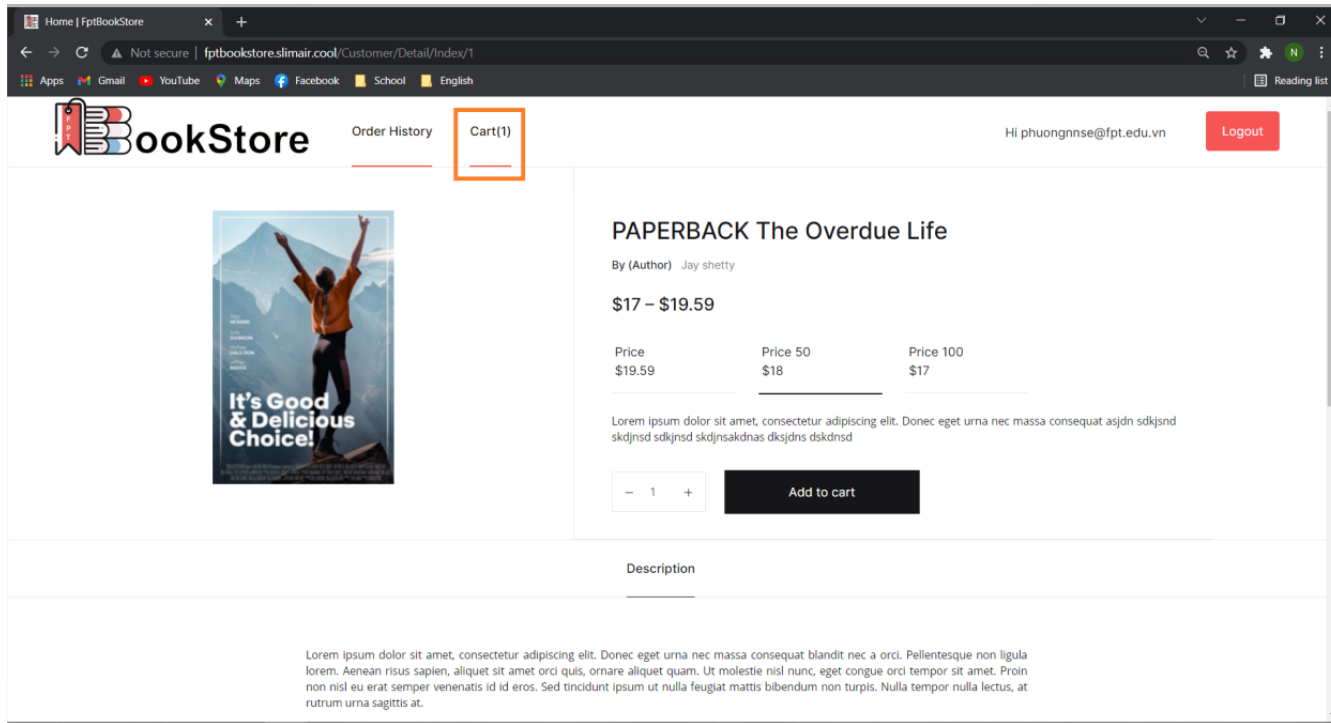 Home | FptBookStore
Not secure | fptbookstore.slimair.cool/Customer/Detail/Index/1
N
Apps Gmail YouTube Maps Facebook School English Reading list
FPT
BookStore Order History Cart(1) Hi phuongnnse@fpt.edu.vn Logout
PAPERBACK The Overdue Life
By (Author) Jay shetty
$17 – $19.59
Price Price 50 Price 100
$19.59 $18 $17
It's Good
& Delicious
Choice!
Lorem ipsum dolor sit amet, consectetur adipiscing elit. Donec eget urna nec massa consequat asjdn sdkjsnd
skdjnsd sdkjnsd skdjnsakdnas dksjdns dskdnsd
− 1 + Add to cart
Description
Lorem ipsum dolor sit amet, consectetur adipiscing elit. Donec eget urna nec massa consequat blandit nec a orci. Pellentesque non ligula
lorem. Aenean risus sapien, aliquet sit amet orci quis, ornare aliquet quam. Ut molestie nisl nunc, eget congue orci tempor sit amet. Proin
non nisl eu erat semper venenatis id id eros. Sed tincidunt ipsum ut nulla feugiat mattis bibendum non turpis. Nulla tempor nulla lectus, at
rutrum urna sagittis at.